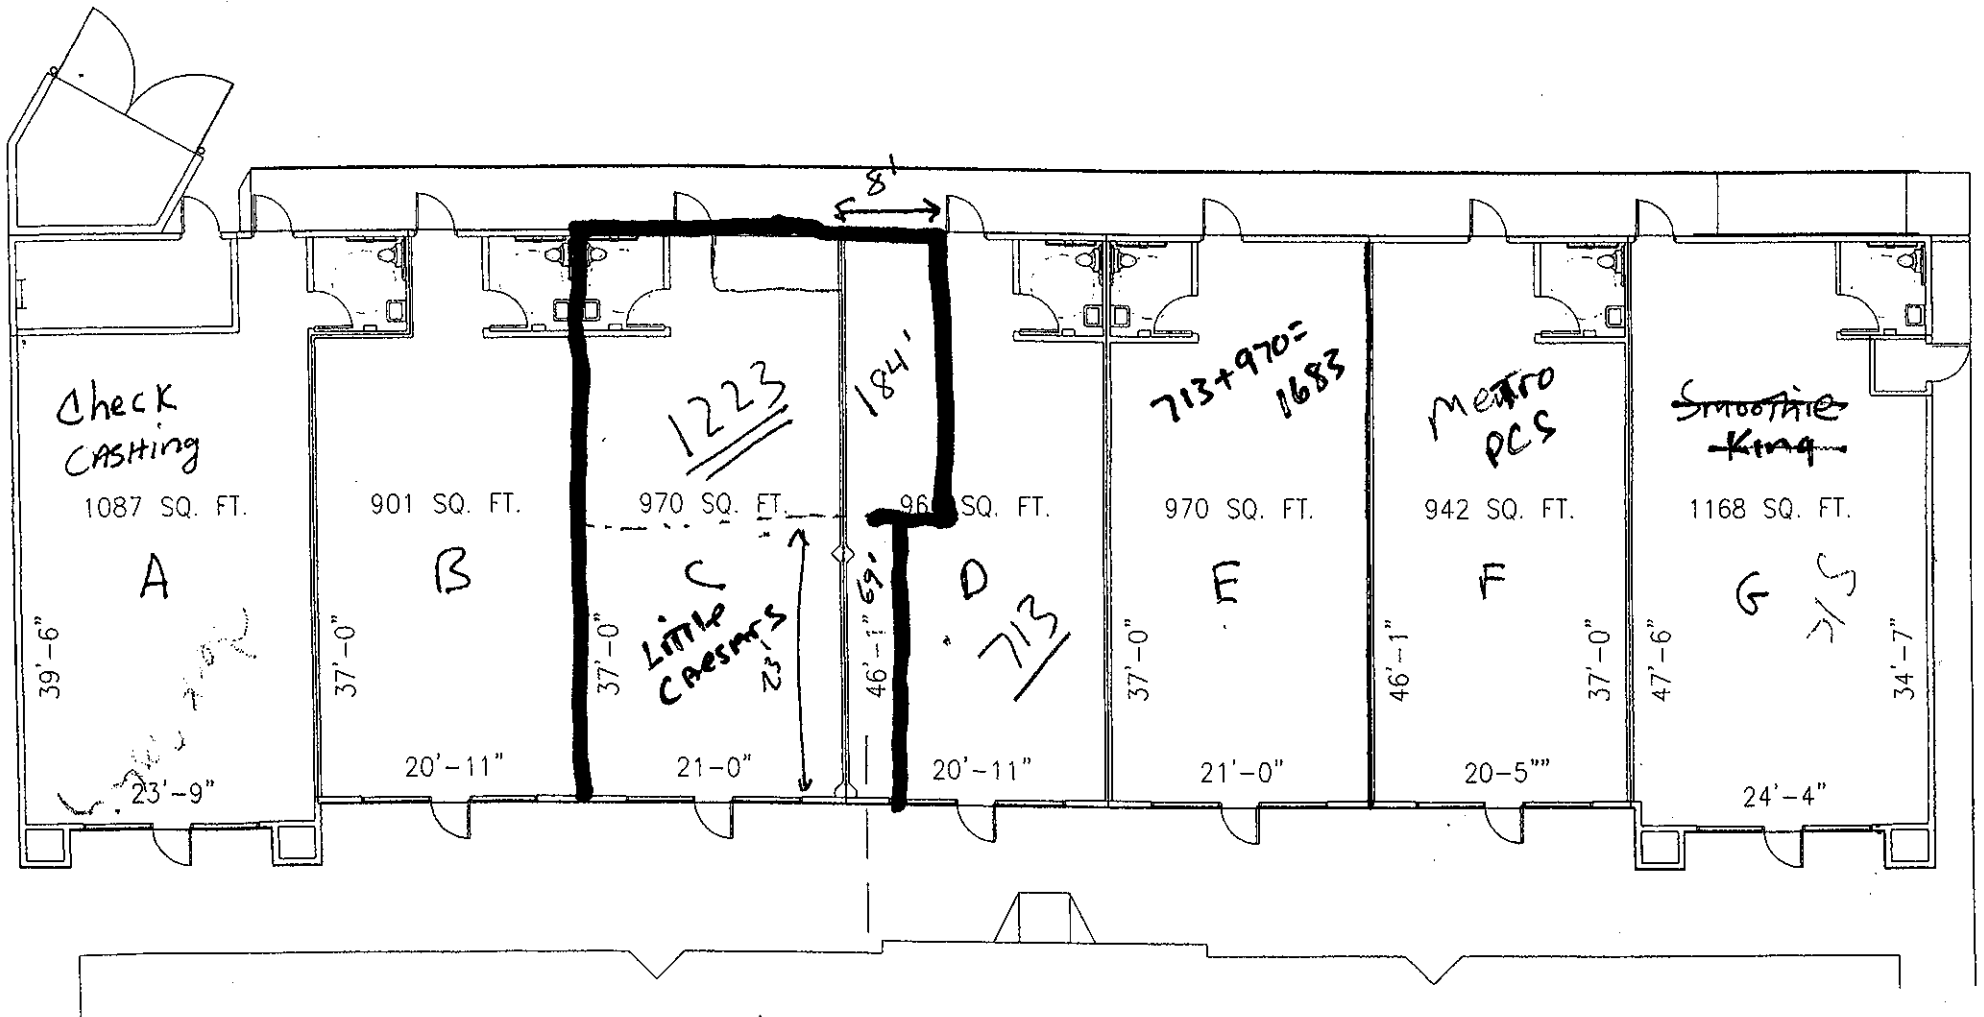 8'
184'
1223
713+970=
1683
Check
CASHing
Metro
PCS
Smoothie
King
1087 SQ. FT.
901 SQ. FT.
970 SQ. FT.
96 SQ. FT.
970 SQ. FT.
942 SQ. FT.
1168 SQ. FT.
A
B
C
D
E
F
G
Little
CAesars
23'
69'
713
39'-6"
37'-0"
37'-0"
46'-1"
37'-0"
46'-1"
37'-0"
47'-6"
34'-7"
23'-9"
20'-11"
21-0"
20'-11"
21'-0"
20-5""
24'-4"